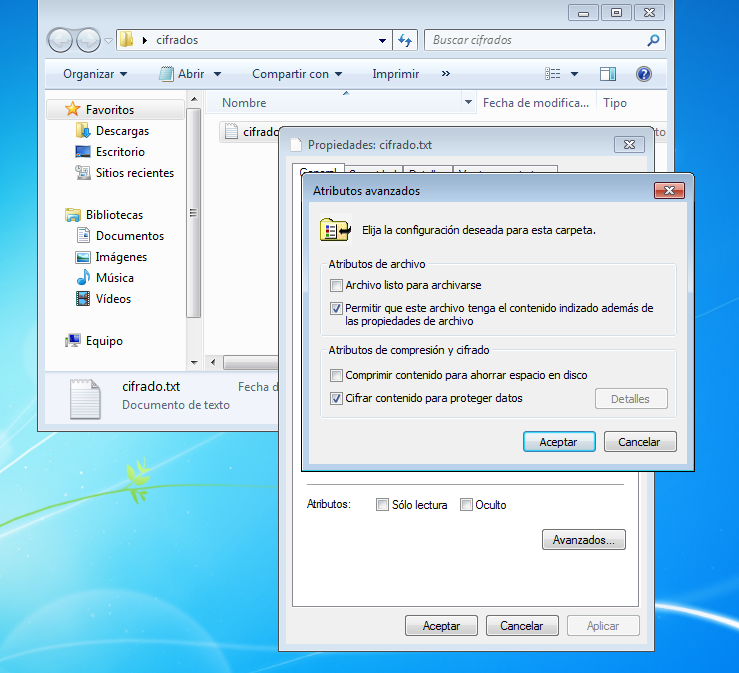 cifrados
Buscar cifrados
Organizar
Abrir
Compartir con
Imprimir
»
Nombre
Fecha de modifica...
Tipo
Favoritos
Descargas
Escritorio
Sitios recientes
Bibliotecas
Documentos
Imágenes
Música
Vídeos
Equipo
cifrado.txt
Fecha d
Documento de texto
Propiedades: cifrado.txt
General
Atributos avanzados
Elija la configuración deseada para esta carpeta.
Atributos de archivo
Archivo listo para archivarse
Permitir que este archivo tenga el contenido indizado además de
las propiedades de archivo
Atributos de compresión y cifrado
Comprimir contenido para ahorrar espacio en disco
Cifrar contenido para proteger datos
Detalles
Aceptar
Cancelar
Atributos:
Sólo lectura
Oculto
Avanzados...
Aceptar
Cancelar
Aplicar